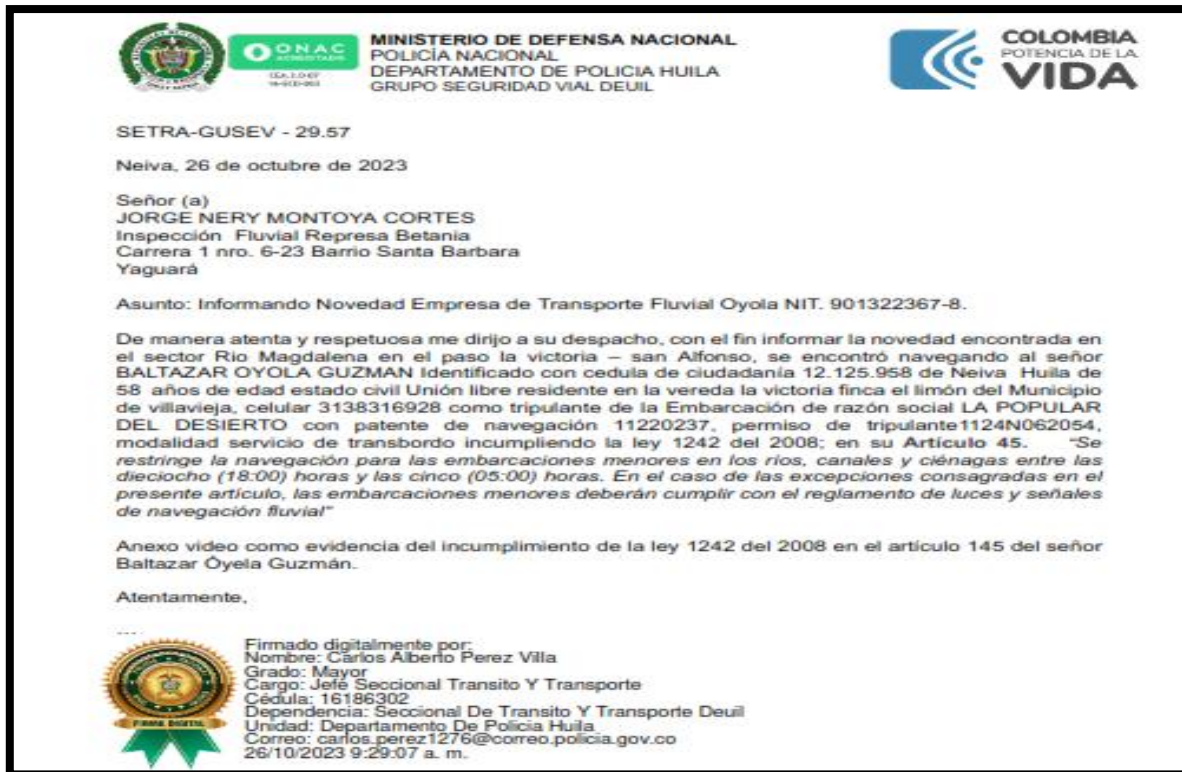 ONAC
ACREDITADO
MINISTERIO DE DEFENSA NACIONAL
POLICÍA NACIONAL
DEPARTAMENTO DE POLICIA HUILA
GRUPO SEGURIDAD VIAL DEUIL
COLOMBIA
POTENCIA DE LA
VIDA
SETRA-GUSEV - 29.57
Neiva, 26 de octubre de 2023
Señor (a)
JORGE NERY MONTOYA CORTES
Inspección Fluvial Represa Betania
Carrera 1 nro. 6-23 Barrio Santa Barbara
Yaguará
Asunto: Informando Novedad Empresa de Transporte Fluvial Oyola NIT. 901322367-8.
De manera atenta y respetuosa me dirijo a su despacho, con el fin informar la novedad encontrada en
el sector Rio Magdalena en el paso la victoria – san Alfonso, se encontró navegando al señor
BALTAZAR OYOLA GUZMAN Identificado con cedula de ciudadanía 12.125.958 de Neiva Huila de
58 años de edad estado civil Unión libre residente en la vereda la victoria finca el limón del Municipio
de villavieja, celular 3138316928 como tripulante de la Embarcación de razón social LA POPULAR
DEL DESIERTO con patente de navegación 11220237, permiso de tripulante1124N062054,
modalidad servicio de transbordo incumpliendo la ley 1242 del 2008; en su Artículo 45. "Se
restringe la navegación para las embarcaciones menores en los ríos, canales y ciénagas entre las
dieciocho (18:00) horas y las cinco (05:00) horas. En el caso de las excepciones consagradas en el
presente artículo, las embarcaciones menores deberán cumplir con el reglamento de luces y señales
de navegación fluvial"
Anexo video como evidencia del incumplimiento de la ley 1242 del 2008 en el artículo 145 del señor
Baltazar Óyela Guzmán.
Atentamente,
FIRMA DIGITAL
Firmado digitalmente por:
Nombre: Carlos Alberto Perez Villa
Grado: Mayor
Cargo: Jefe Seccional Transito Y Transporte
Cédula: 16186302
Dependencia: Seccional De Transito Y Transporte Deuil
Unidad: Departamento De Policia Huila
Correo: carlos.perez1276@correo.policia.gov.co
26/10/2023 9:29:07 a. m.